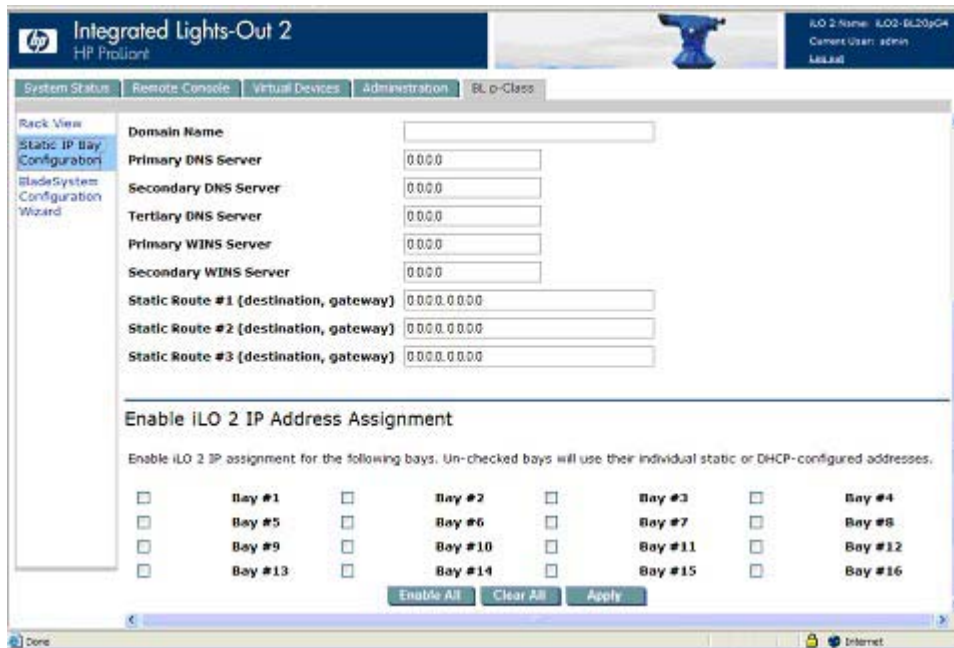 hp
Integrated Lights-Out 2
HP ProLiant
iLO 2 Name: ILO2-BL20pG4
Current User: admin
Log out
System Status
Remote Console
Virtual Devices
Administration
BL p-Class
Rack View
Static IP Bay
Configuration
BladeSystem
Configuration
Wizard
Domain Name
Primary DNS Server 0.0.0.0
Secondary DNS Server 0.0.0.0
Tertiary DNS Server 0.0.0.0
Primary WINS Server 0.0.0.0
Secondary WINS Server 0.0.0.0
Static Route #1 (destination, gateway) 0.0.0.0, 0.0.0.0
Static Route #2 (destination, gateway) 0.0.0.0, 0.0.0.0
Static Route #3 (destination, gateway) 0.0.0.0, 0.0.0.0
Enable iLO 2 IP Address Assignment
Enable iLO 2 IP assignment for the following bays. Un-checked bays will use their individual static or DHCP-configured addresses.
Bay #1 Bay #2 Bay #3 Bay #4
Bay #5 Bay #6 Bay #7 Bay #8
Bay #9 Bay #10 Bay #11 Bay #12
Bay #13 Bay #14 Bay #15 Bay #16
Enable All Clear All Apply
Done
Internet